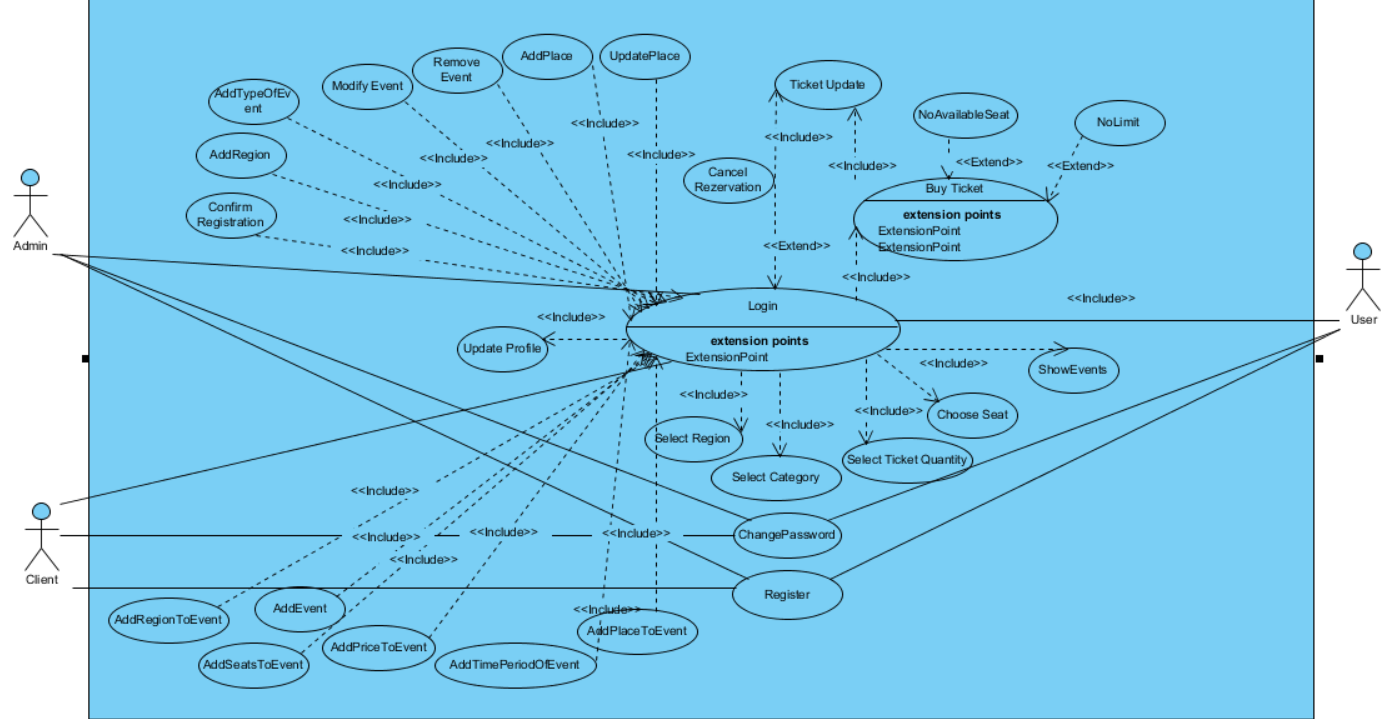 UpdatePlace
AddPlace
Remove
Event
Modify Event
AddTypeOfEv
ent
Ticket Update
NoAvailableSeat
NoLimit
<<Include>>
<<Include>>
<<Include>>
<<Include>>
<<Include>>
<<Include>>
<<Include>>
<<Include>>
<<Include>>
<<Extend>>
<<Extend>>
AddRegion
Cancel
Rezervation
Confirm
Registration
Buy Ticket
extension points
ExtensionPoint
ExtensionPoint
Admin
<<Extend>>
<<Include>>
<<Include>>
Login
extension points
ExtensionPoint
User
<<Include>>
Update Profile
<<Include>>
ShowEvents
<<Include>>
<<Include>>
<<Include>>
Choose Seat
Select Region
Select Ticket Quantity
Select Category
<<Include>>
<<Include>>
<<Include>>
<<Include>>
<<Include>>
ChangePassword
Client
Register
<<Include>>
AddEvent
AddRegionToEvent
AddPlaceToEvent
AddPriceToEvent
AddSeatsToEvent
AddTimePeriodOfEvent